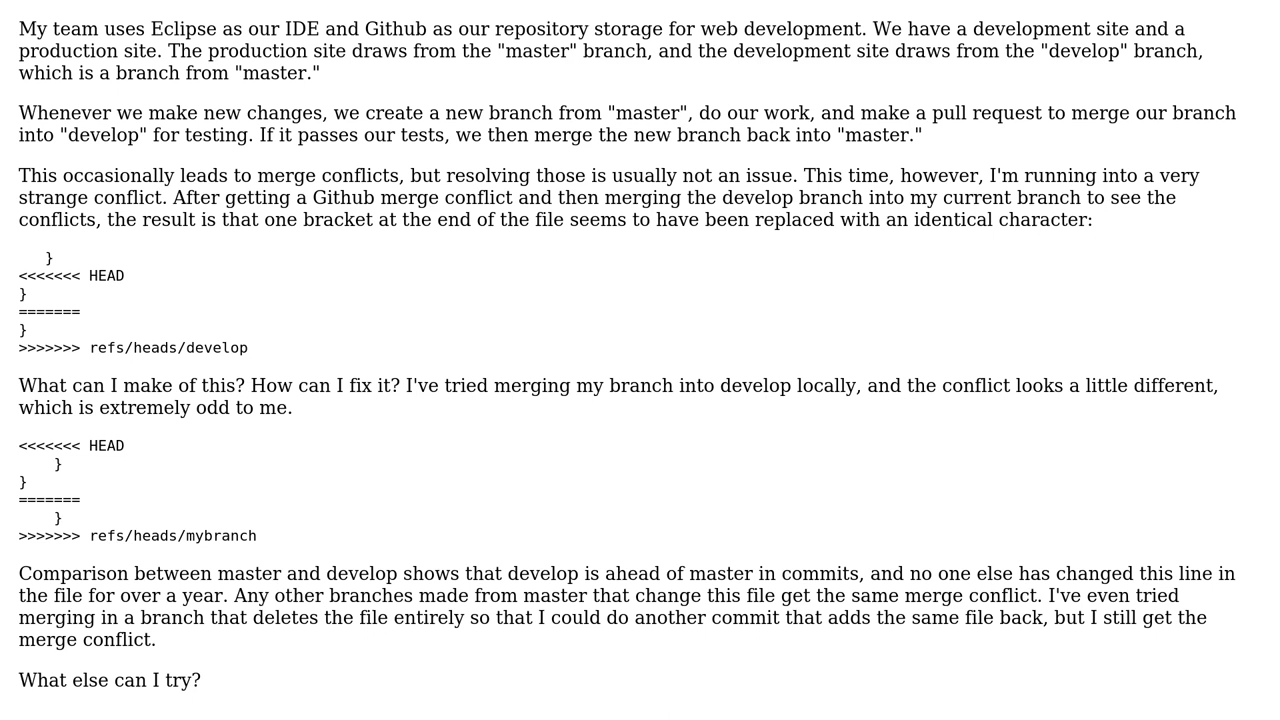 My team uses Eclipse as our IDE and Github as our repository storage for web development. We have a development site and a
production site. The production site draws from the "master" branch, and the development site draws from the "develop" branch,
which is a branch from "master."
Whenever we make new changes, we create a new branch from "master", do our work, and make a pull request to merge our branch
into "develop" for testing. If it passes our tests, we then merge the new branch back into "master."
This occasionally leads to merge conflicts, but resolving those is usually not an issue. This time, however, I'm running into a very
strange conflict. After getting a Github merge conflict and then merging the develop branch into my current branch to see the
conflicts, the result is that one bracket at the end of the file seems to have been replaced with an identical character:
   }
<<<<<<< HEAD
}
=======
}
>>>>>>> refs/heads/develop
What can I make of this? How can I fix it? I've tried merging my branch into develop locally, and the conflict looks a little different,
which is extremely odd to me.
<<<<<<< HEAD
    }
}
=======
    }
>>>>>>> refs/heads/mybranch
Comparison between master and develop shows that develop is ahead of master in commits, and no one else has changed this line in
the file for over a year. Any other branches made from master that change this file get the same merge conflict. I've even tried
merging in a branch that deletes the file entirely so that I could do another commit that adds the same file back, but I still get the
merge conflict.
What else can I try?